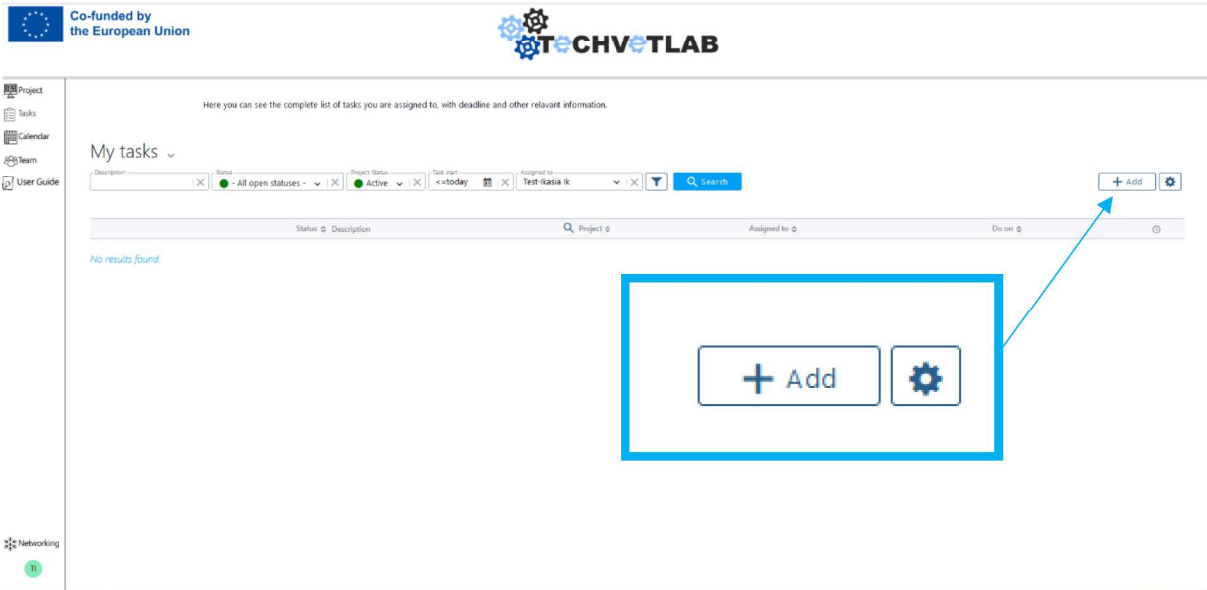 Co-funded by
the European Union
TECHVETLAB
Project
Tasks
Calendar
Team
User Guide
Here you can see the complete list of tasks you are assigned to, with deadline and other relavant information.
My tasks
Description
Status
Project Status
Task start
Assigned to
- All open statuses -
Active
<=today
Test-Ikasia Ik
Search
+ Add
Status Description Project Assigned to Do on
No results found.
+ Add
Networking
TI